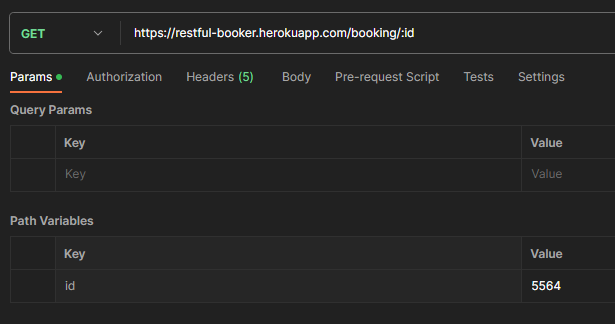 GET https://restful-booker.herokuapp.com/booking/:id
Params Authorization Headers (5) Body Pre-request Script Tests Settings
Query Params
Key Value
Key Value
Path Variables
Key Value
id 5564